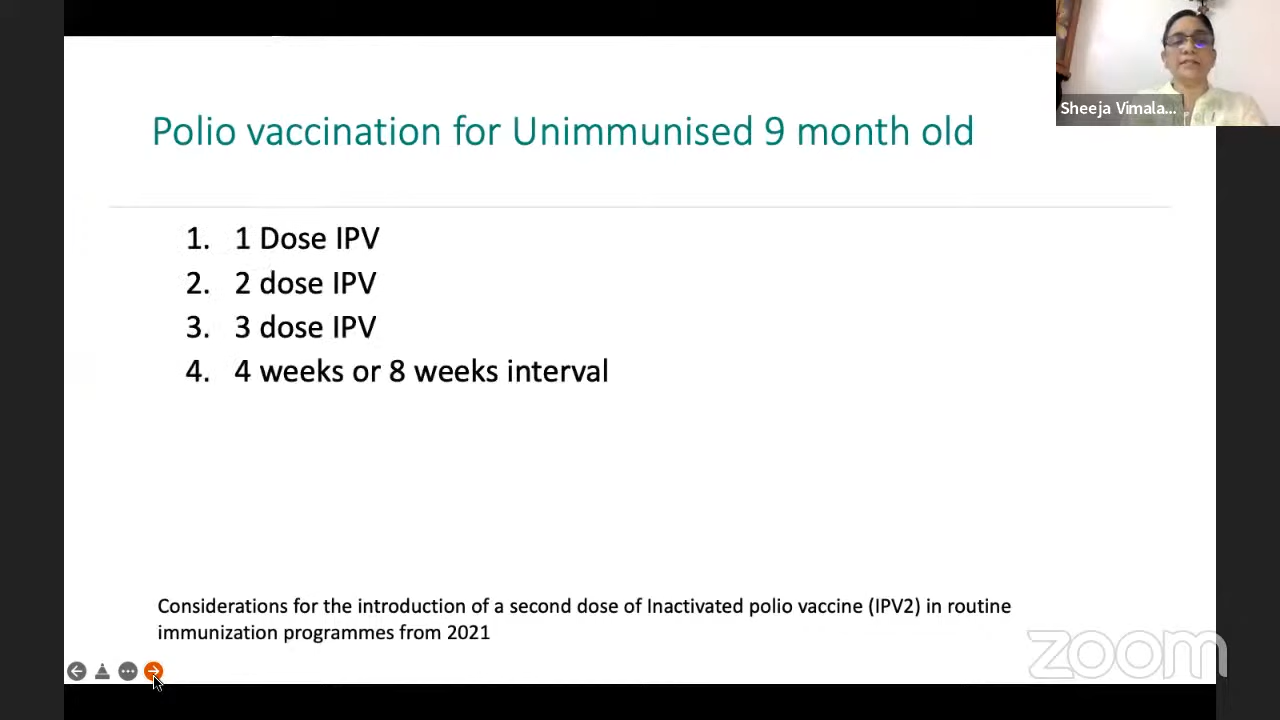 Sheeja Vimala...
Polio vaccination for Unimmunised 9 month old
1. 1 Dose IPV
2. 2 dose IPV
3. 3 dose IPV
4. 4 weeks or 8 weeks interval
Considerations for the introduction of a second dose of Inactivated polio vaccine (IPV2) in routine
immunization programmes from 2021
zoom